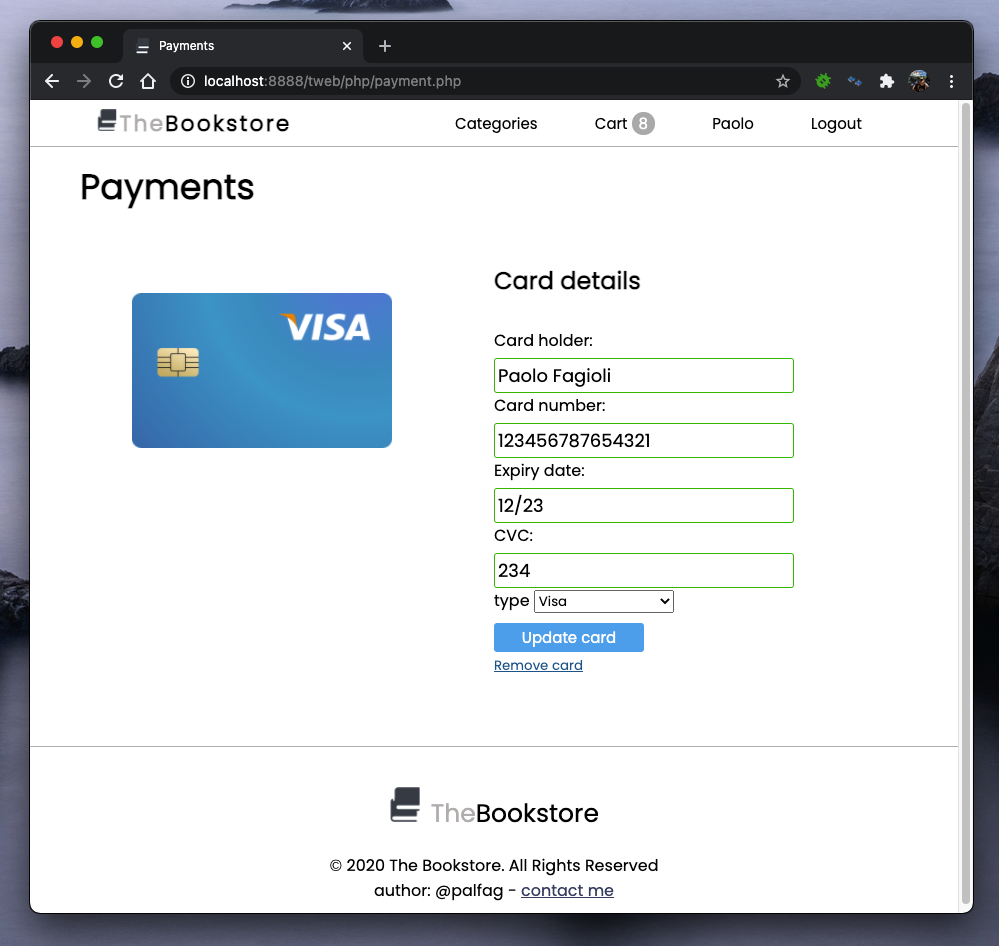 Payments
localhost:8888/tweb/php/payment.php
TheBookstore
Categories
Cart 8
Paolo
Logout
Payments
VISA
Card details
Card holder:
Paolo Fagioli
Card number:
123456787654321
Expiry date:
12/23
CVC:
234
type Visa
Update card
Remove card
TheBookstore
© 2020 The Bookstore. All Rights Reserved
author: @palfag - contact me